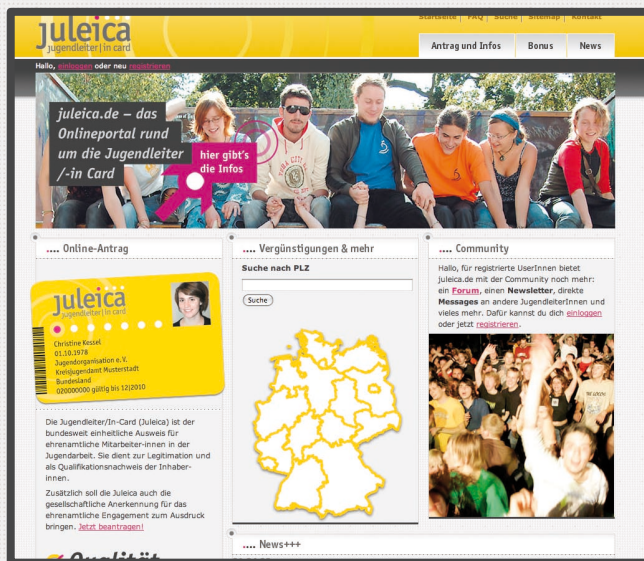 Startseite | FAQ | Suche | Sitemap | Kontakt
juleica
jugendleiter|in card
Antrag und Infos
Bonus
News
Hallo, einloggen oder neu registrieren
juleica.de – das
Onlineportal rund
um die Jugendleiter
/-in Card
hier gibt's
die Infos
.... Online-Antrag
juleica
jugendleiter|in card
Christine Kessel
01.10.1978
Jugendorganisation e.V.
Kreisjugendamt Musterstadt
Bundesland
020000000 gültig bis 12|2010
Die Jugendleiter/In-Card (Juleica) ist der
bundesweit einheitliche Ausweis für
ehrenamtliche Mitarbeiter-innen in der
Jugendarbeit. Sie dient zur Legitimation und
als Qualifikationsnachweis der Inhaber-
innen.
Zusätzlich soll die Juleica auch die
gesellschaftliche Anerkennung für das
ehrenamtliche Engagement zum Ausdruck
bringen. Jetzt beantragen!
Qualität
.... Vergünstigungen & mehr
Suche nach PLZ
Suche
.... Community
Hallo, für registrierte UserInnen bietet
juleica.de mit der Community noch mehr:
ein Forum, einen Newsletter, direkte
Messages an andere JugendleiterInnen und
vieles mehr. Dafür kannst du dich einloggen
oder jetzt registrieren.
.... News+++